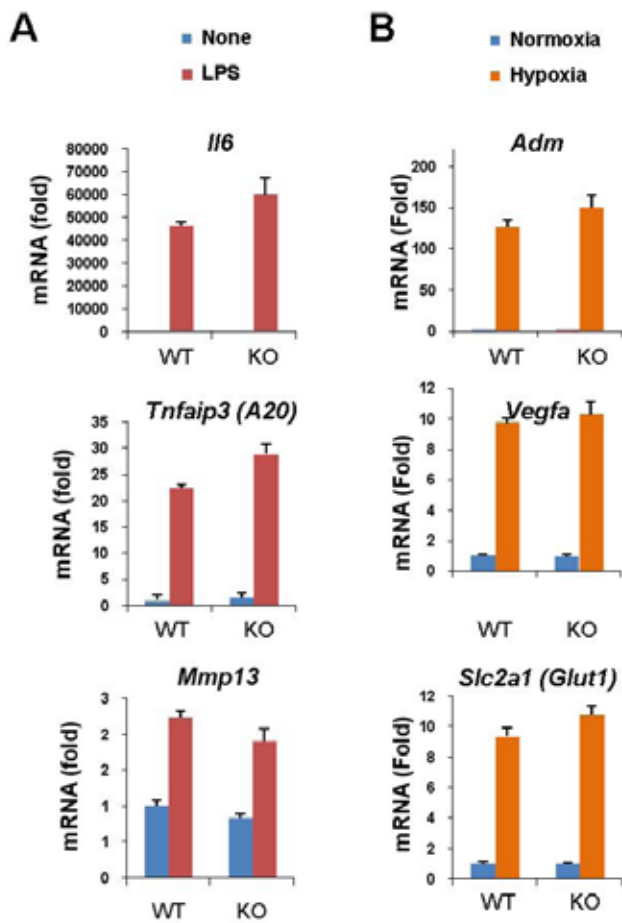 A
None
LPS
Il6
mRNA (fold)
80000
70000
60000
50000
40000
30000
20000
10000
0
WT KO
Tnfaip3 (A20)
mRNA (fold)
35
30
25
20
15
10
5
0
WT KO
Mmp13
mRNA (fold)
3
2
2
1
1
0
WT KO
B
Normoxia
Hypoxia
Adm
mRNA (Fold)
200
150
100
50
0
WT KO
Vegfa
mRNA (Fold)
12
10
8
6
4
2
0
WT KO
Slc2a1 (Glut1)
mRNA (Fold)
12
10
8
6
4
2
0
WT KO